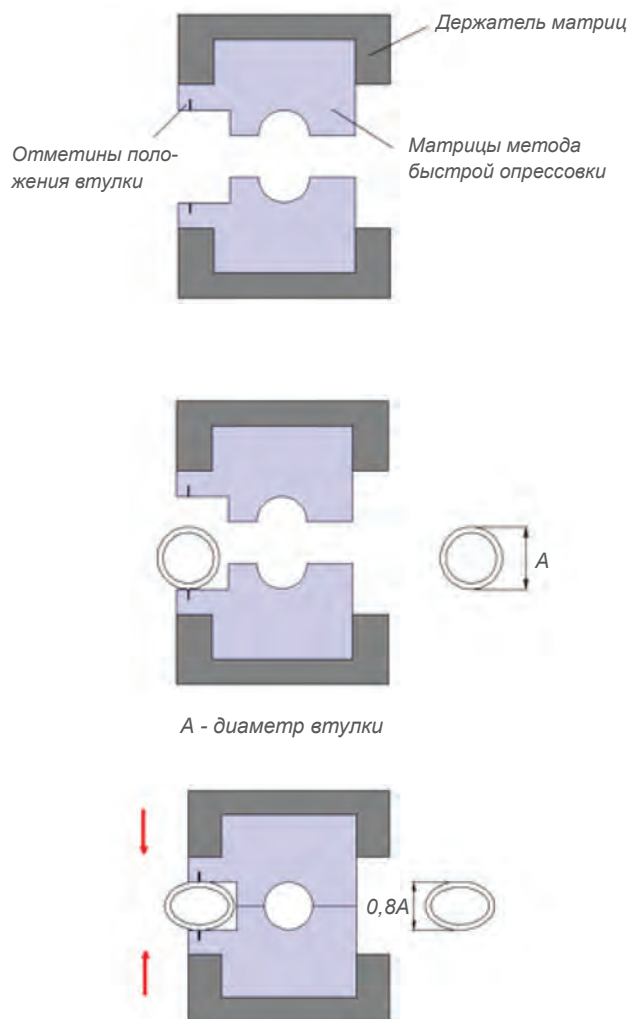 Держатель матриц
Отметины поло-
жения втулки
Матрицы метода
быстрой опрессовки
A
А - диаметр втулки
0,8A